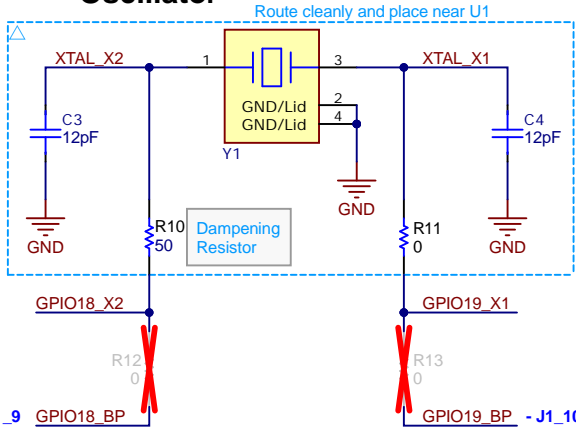 Route cleanly and place near U1
XTAL_X2
1
3
XTAL_X1
GND/Lid
2
GND/Lid
4
C3
12pF
C4
12pF
Y1
GND
R10
50
Dampening
Resistor
R11
0
GND
GND
GPIO18_X2
GPIO19_X1
R12
0
R13
0
_9
GPIO18_BP
GPIO19_BP